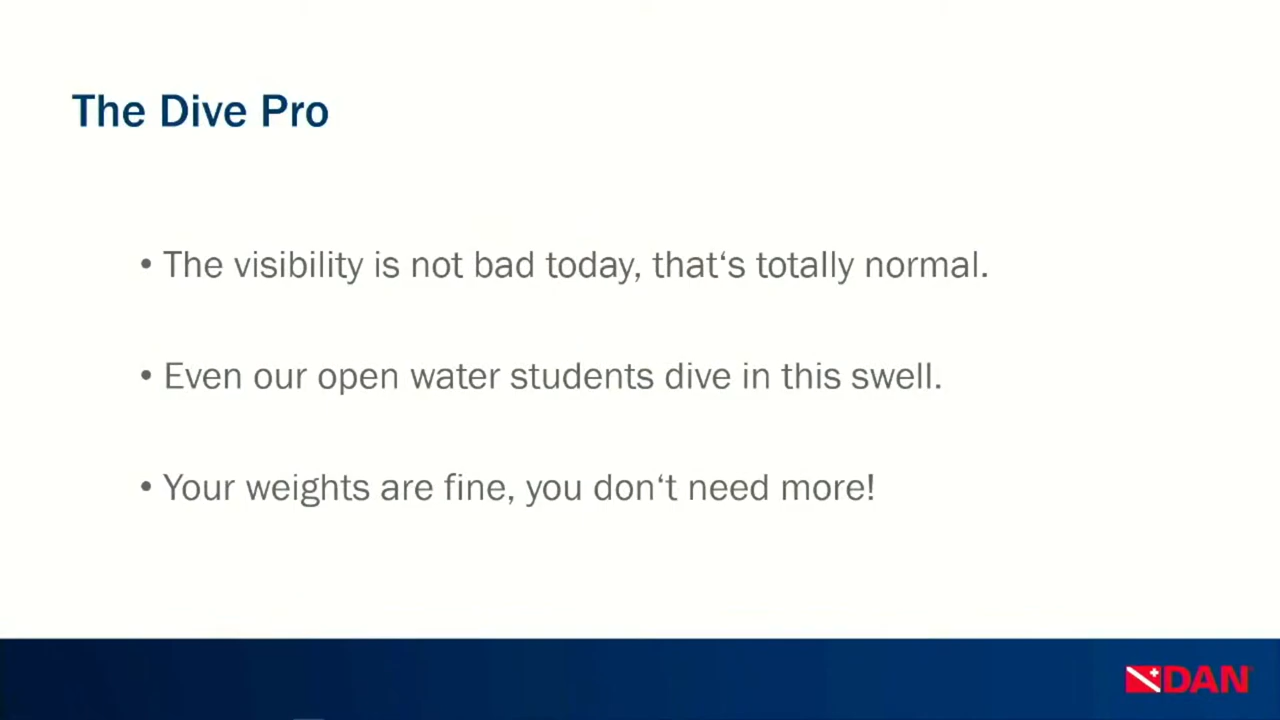 The Dive Pro
• The visibility is not bad today, that‘s totally normal.
• Even our open water students dive in this swell.
• Your weights are fine, you don‘t need more!
DAN